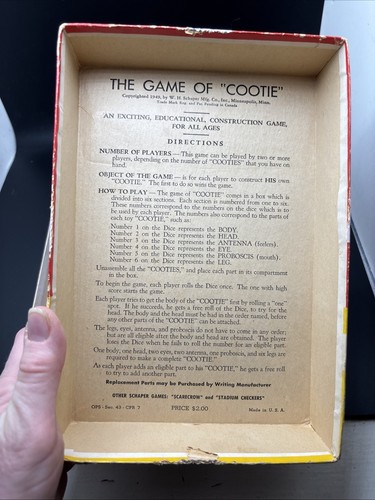 THE GAME OF "COOTIE"
Copyrighted 1949, by W. H. Schaper Mfg. Co., Inc., Minneapolis, Minn.
Trade Mark Reg. and Pat Pending in Canada
AN EXCITING, EDUCATIONAL, CONSTRUCTION GAME,
FOR ALL AGES
DIRECTIONS
NUMBER OF PLAYERS — This game can be played by two or more
players, depending on the number of "COOTIES" that you have on
hand.
OBJECT OF THE GAME — is for each player to construct HIS own
"COOTIE." The first to do so wins the game.
HOW TO PLAY — The game of "COOTIE" comes in a box which is
divided into six sections. Each section is numbered from one to six.
These numbers correspond to the numbers on the dice which is to
be used by each player. The numbers also correspond to the parts of
each toy "COOTIE," such as:
Number 1 on the Dice represents the BODY.
Number 2 on the Dice represents the HEAD.
Number 3 on the Dice represents the ANTENNA (feelers).
Number 4 on the Dice represents the EYE.
Number 5 on the Dice represents the PROBOSCIS (mouth).
Number 6 on the Dice represents the LEG.
Unassemble all the "COOTIES," and place each part in its compartment
in the box.
To begin the game, each player rolls the Dice once. The one with high
score starts the game.
Each player tries to get the body of the "COOTIE" first by rolling a "one"
spot. If he succeeds, he gets a free roll of the Dice, to try for the
head. The body and the head must be had in the order named, before
any other parts of the "COOTIE" can be attached.
The legs, eyes, antenna, and proboscis do not have to come in any order;
but are all eligible after the body and head are obtained. The player
loses the Dice when he fails to roll the number for an eligible part.
One body, one head, two eyes, two antenna, one proboscis, and six legs are
required to make a complete "COOTIE."
As each player adds an eligible part to his "COOTIE," he gets a free roll
to try to add another part.
Replacement Parts may be Purchased by Writing Manufacturer
OTHER SCHAPER GAMES: "SCARECROW" and "STADIUM CHECKERS"
PRICE $2.00
Made in U. S. A.